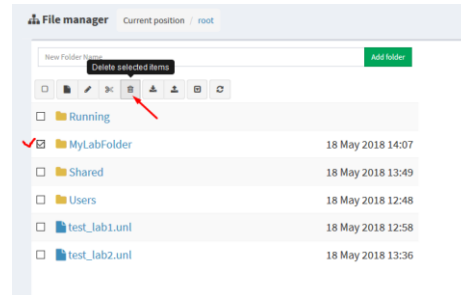 File manager Current position / root
New Folder Name Add folder
Delete selected items
Running
MyLabFolder 18 May 2018 14:07
Shared 18 May 2018 13:49
Users 18 May 2018 12:48
test_lab1.unl 18 May 2018 12:58
test_lab2.unl 18 May 2018 13:36